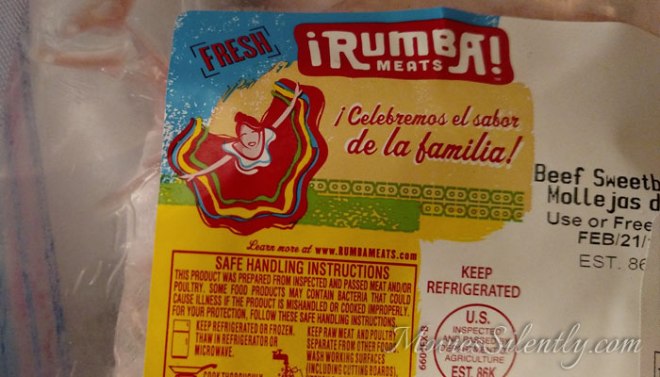 FRESH
¡RUMBA!
MEATS
¡Celebremos el sabor
de la familia!
Beef Sweetb
Mollejas d
Use or Free
FEB/21/
EST. 86
Learn more at www.RUMBAMEATS.com
SAFE HANDLING INSTRUCTIONS
THIS PRODUCT WAS PREPARED FROM INSPECTED AND PASSED MEAT AND/OR
POULTRY. SOME FOOD PRODUCTS MAY CONTAIN BACTERIA THAT COULD
CAUSE ILLNESS IF THE PRODUCT IS MISHANDLED OR COOKED IMPROPERLY.
FOR YOUR PROTECTION, FOLLOW THESE SAFE HANDLING INSTRUCTIONS.
KEEP REFRIGERATED OR FROZEN.
THAW IN REFRIGERATOR OR
MICROWAVE.
KEEP RAW MEAT AND POULTRY
SEPARATE FROM OTHER FOO
WASH WORKING SURFACES
(INCLUDING CUTTING BOARDS),
COOK THOROUGHLY
KEEP
REFRIGERATED
U.S.
INSPECTED
AND PASSED
AGRICULTURE
EST. 86K
MoviesSilently.com